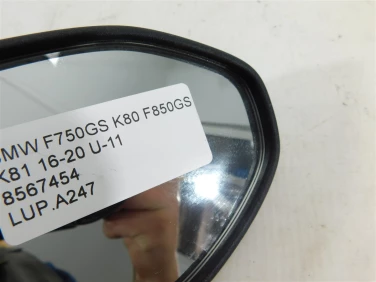 BMW F750GS K80 F850GS
K81 16-20 U-11
8567454
LUP.A247